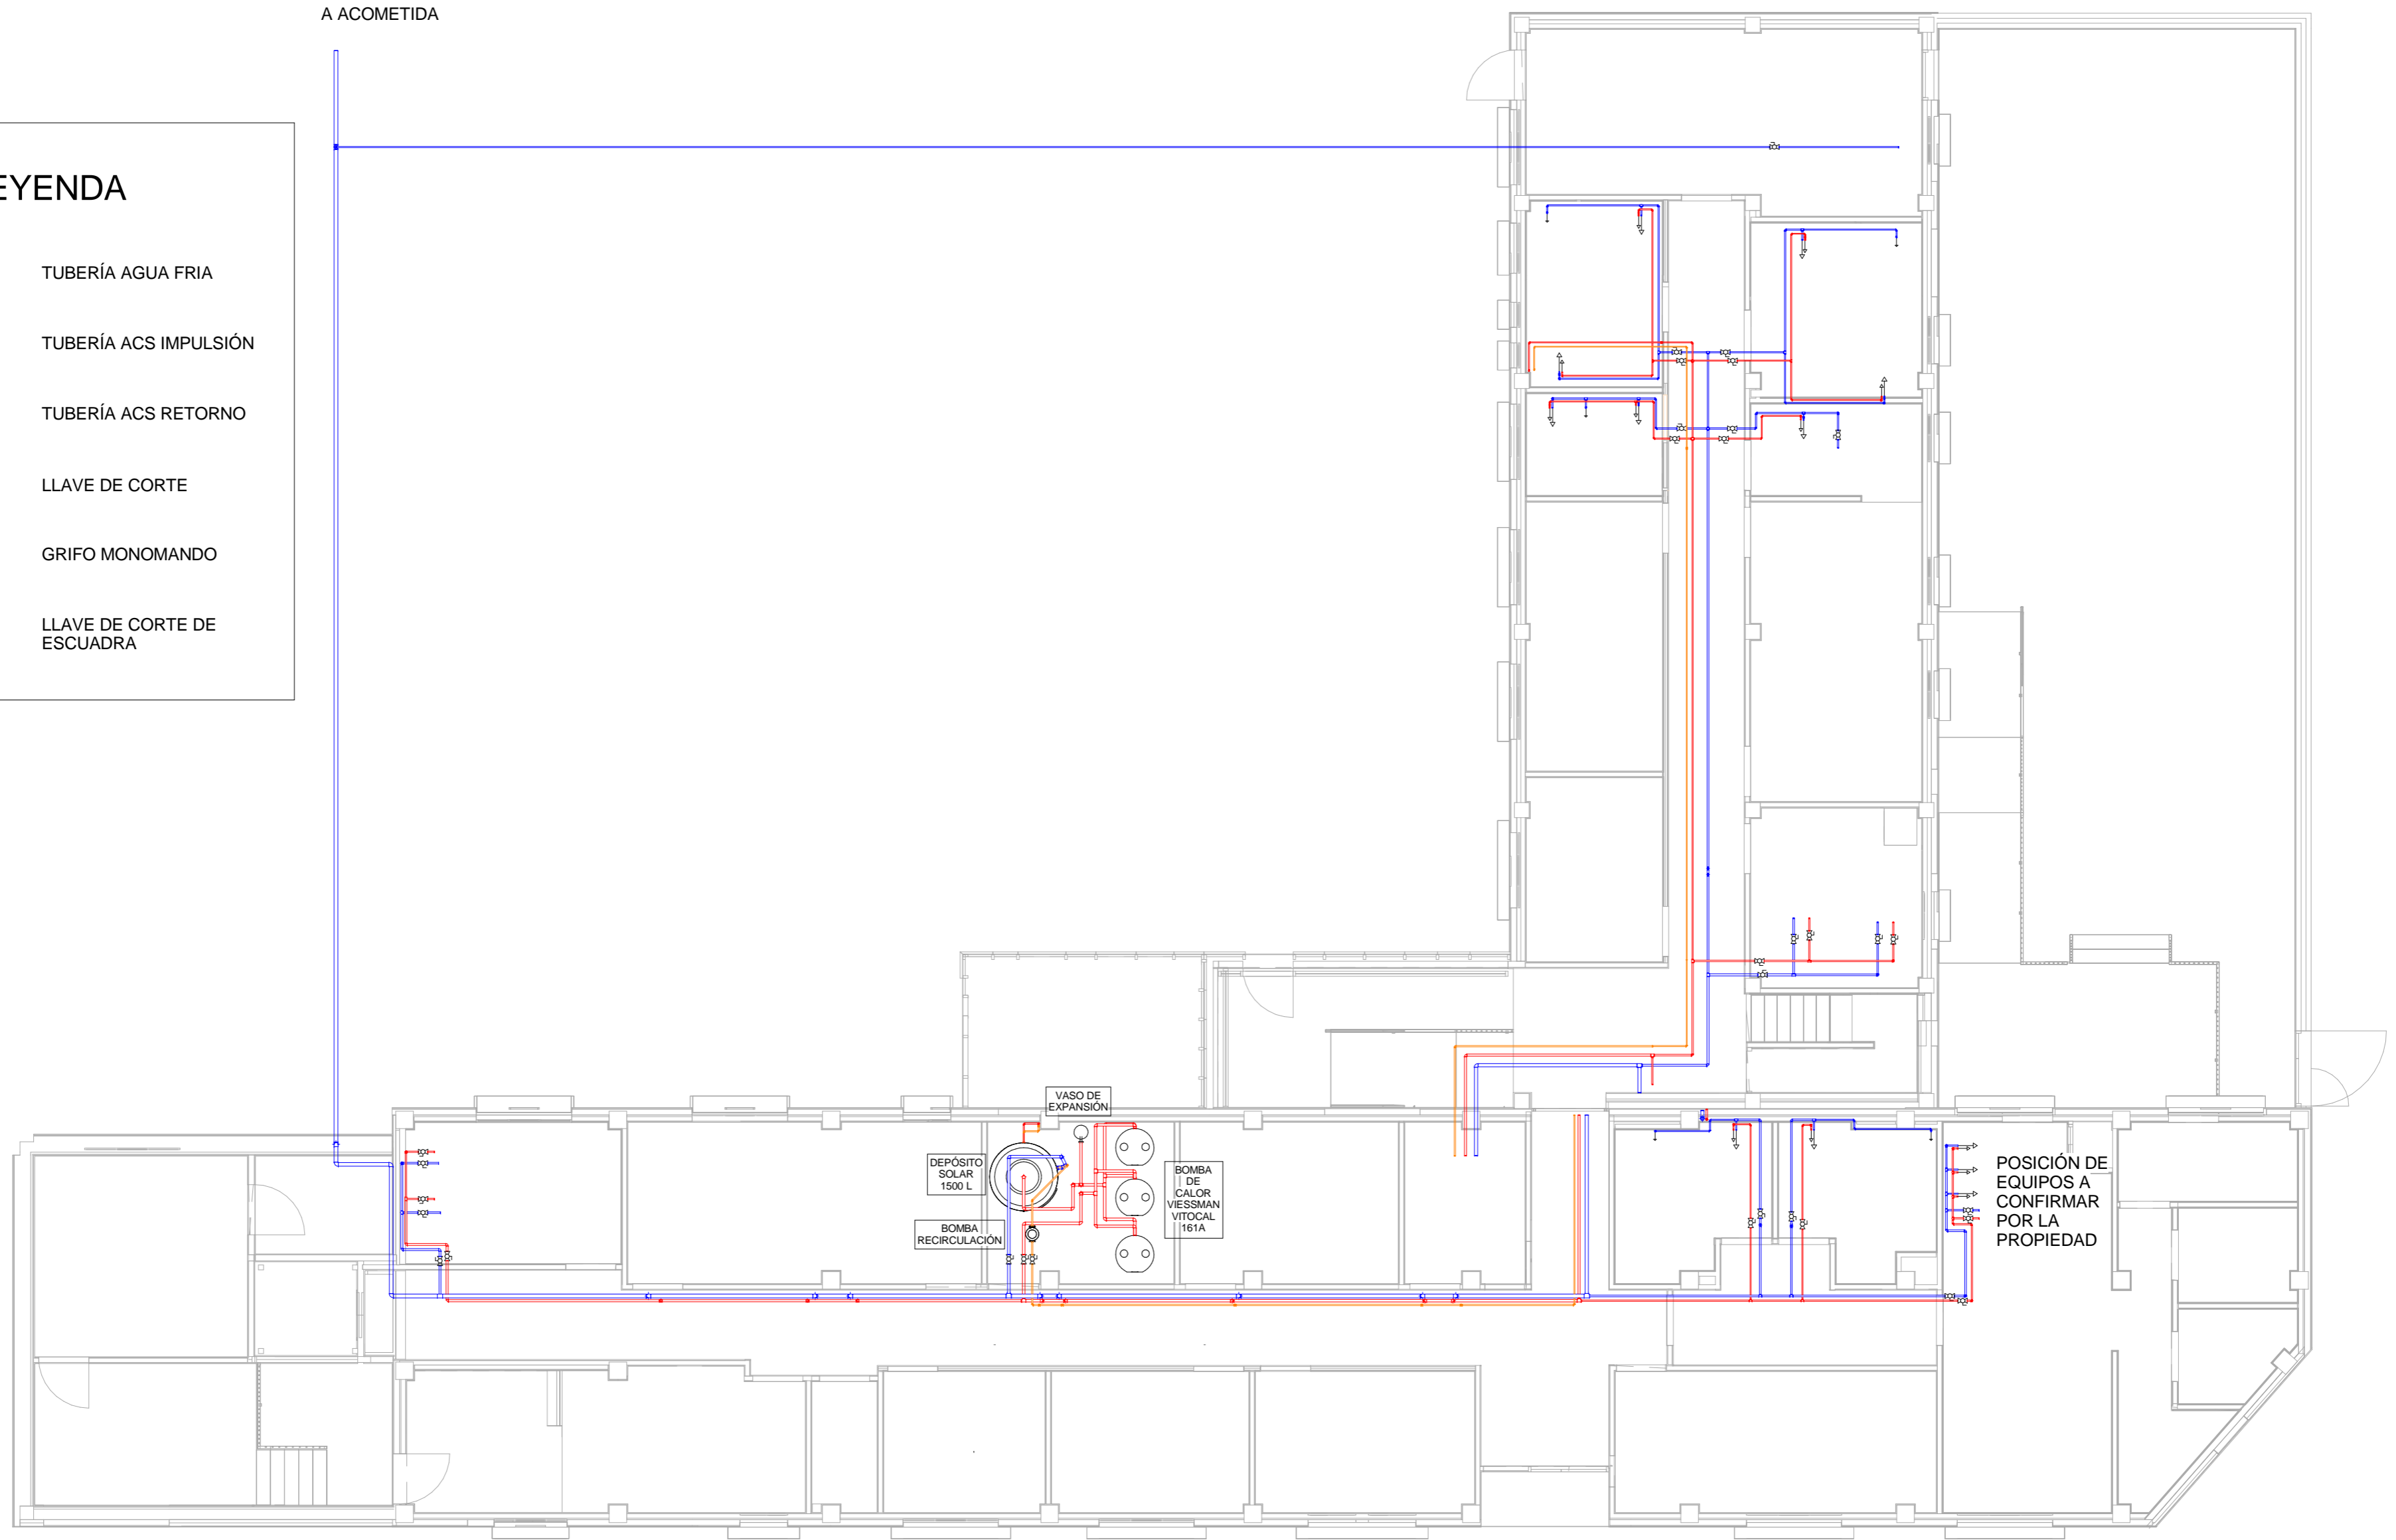 A ACOMETIDA
EYENDA
TUBERÍA AGUA FRIA
TUBERÍA ACS IMPULSIÓN
TUBERÍA ACS RETORNO
LLAVE DE CORTE
GRIFO MONOMANDO
LLAVE DE CORTE DE
ESCUADRA
VASO DE
EXPANSIÓN
DEPÓSITO
SOLAR
1500 L
BOMBA
RECIRCULACIÓN
BOMBA
DE
CALOR
VIESSMAN
VITOCAL
161A
POSICIÓN DE
EQUIPOS A
CONFIRMAR
POR LA
PROPIEDAD